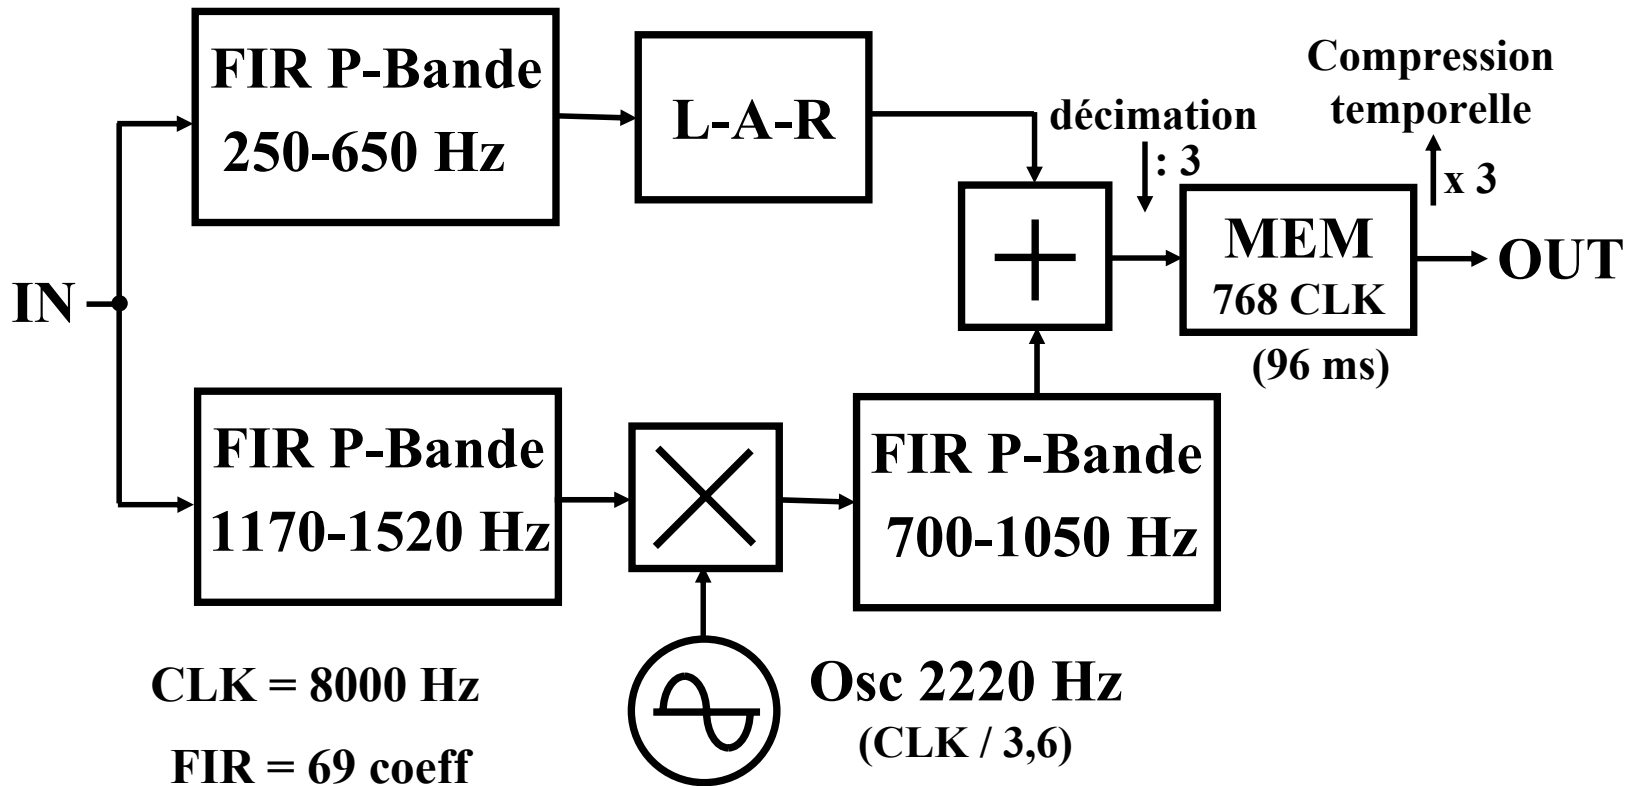 FIR P-Bande
250-650 Hz
L-A-R
décimation
: 3
Compression
temporelle
x 3
IN
MEM
768 CLK
(96 ms)
OUT
FIR P-Bande
1170-1520 Hz
FIR P-Bande
700-1050 Hz
CLK = 8000 Hz
FIR = 69 coeff
Osc 2220 Hz
(CLK / 3,6)